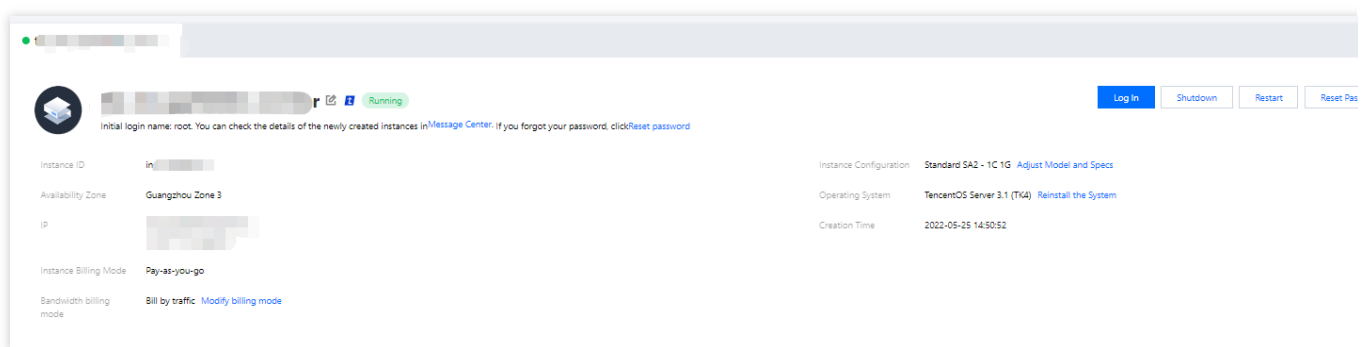 Running
Log In Shutdown Restart Reset Pas
Initial login name: root. You can check the details of the newly created instances in Message Center. If you forgot your password, click Reset password
Instance ID
Instance Configuration Standard SA2 - 1C 1G Adjust Model and Specs
Availability Zone Guangzhou Zone 3
Operating System TencentOS Server 3.1 (TK4) Reinstall the System
IP
Creation Time 2022-05-25 14:50:52
Instance Billing Mode Pay-as-you-go
Bandwidth billing
mode
Bill by traffic Modify billing mode